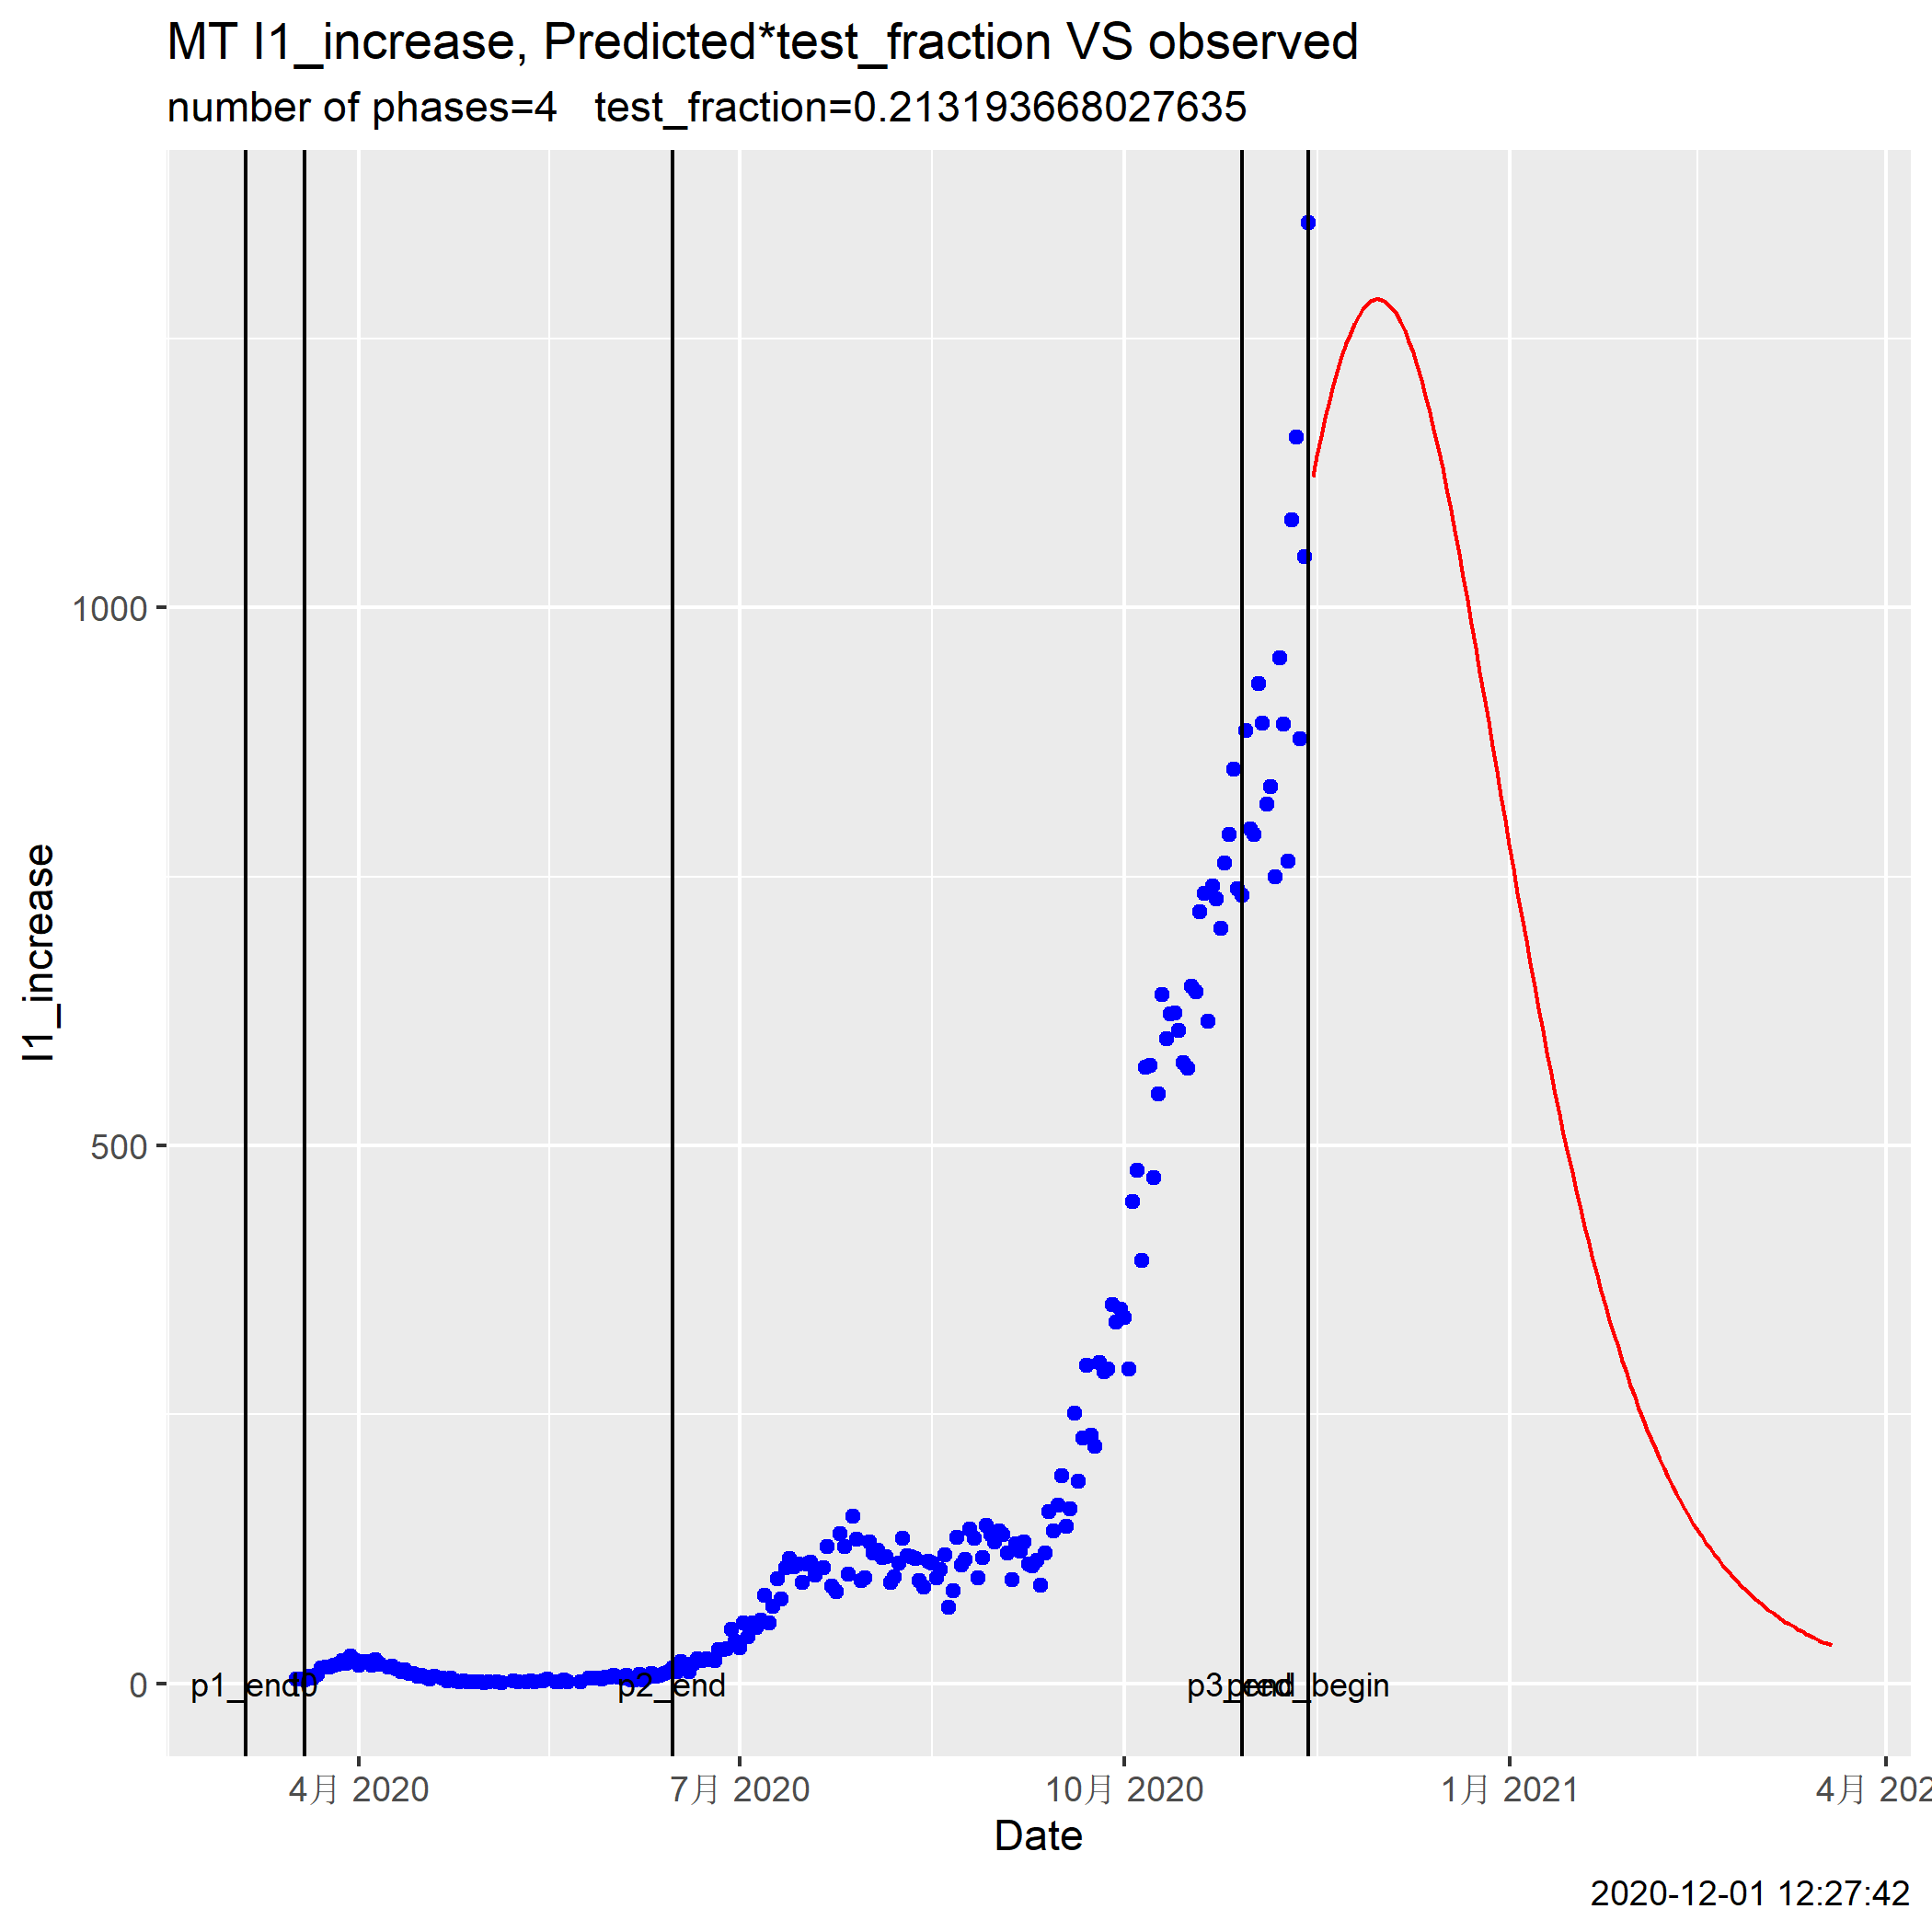 MT I1_increase, Predicted*test_fraction VS observed
number of phases=4 test_fraction=0.213193668027635
I1_increase
1000
500
0
p1_end
p2_end
p3_end
4月 2020
7月 2020
10月 2020
1月 2021
4月 202
Date
2020-12-01 12:27:42